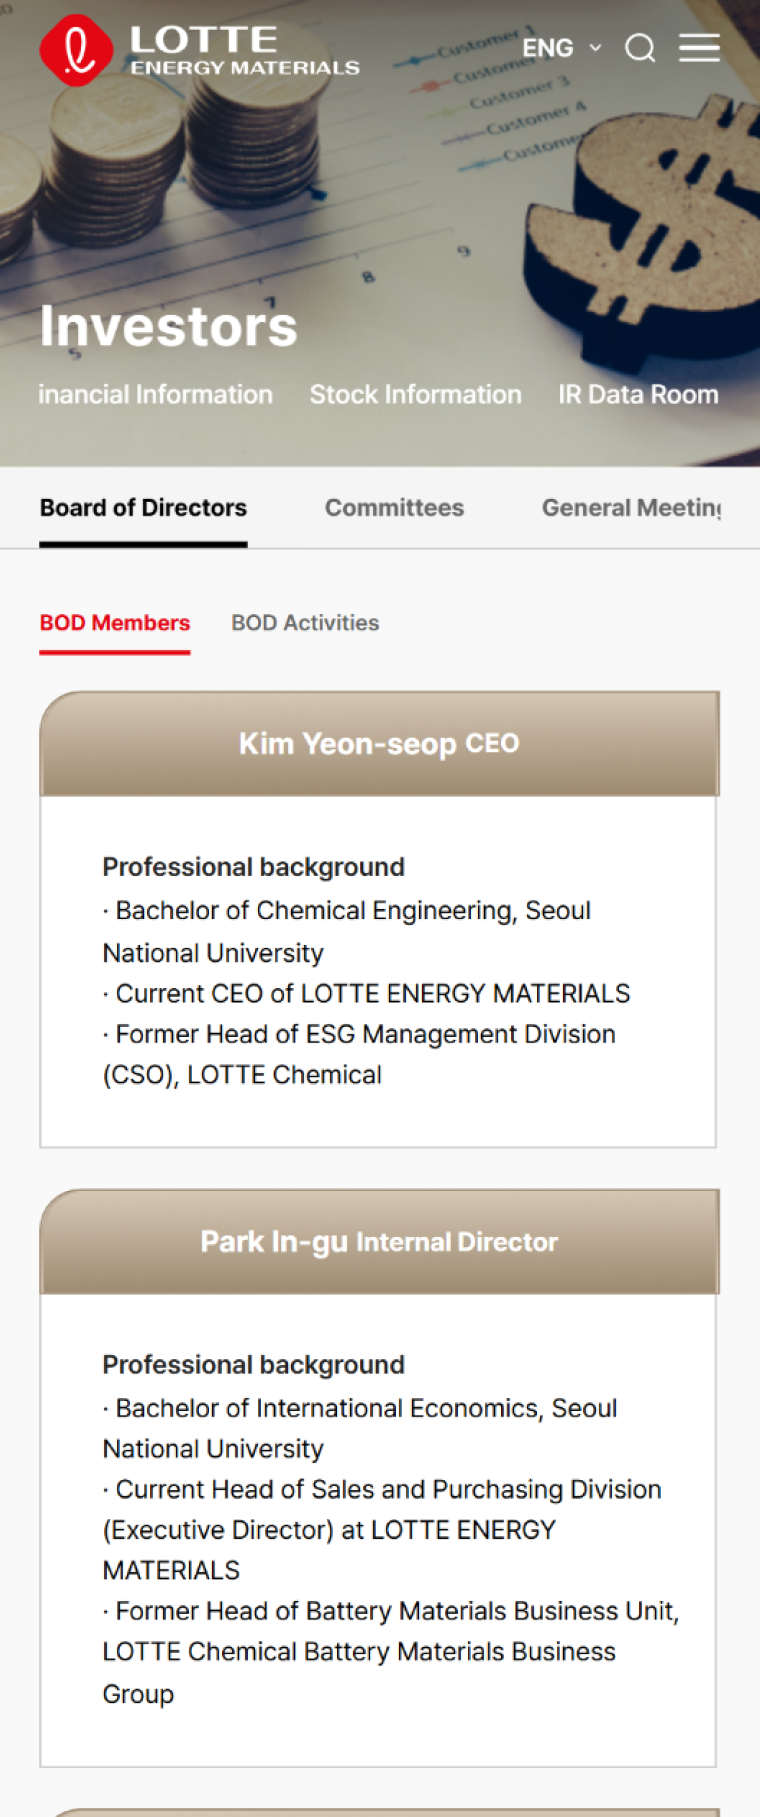 LOTTE
ENERGY MATERIALS
ENG
Customer 1
Customer
Customer 3
Customer 4
Custome
9
8
7
5
Investors
inancial Information Stock Information IR Data Room
Board of Directors Committees General Meeting
BOD Members BOD Activities
Kim Yeon-seop CEO
Professional background
· Bachelor of Chemical Engineering, Seoul
National University
· Current CEO of LOTTE ENERGY MATERIALS
· Former Head of ESG Management Division
(CSO), LOTTE Chemical
Park In-gu Internal Director
Professional background
· Bachelor of International Economics, Seoul
National University
· Current Head of Sales and Purchasing Division
(Executive Director) at LOTTE ENERGY
MATERIALS
· Former Head of Battery Materials Business Unit,
LOTTE Chemical Battery Materials Business
Group